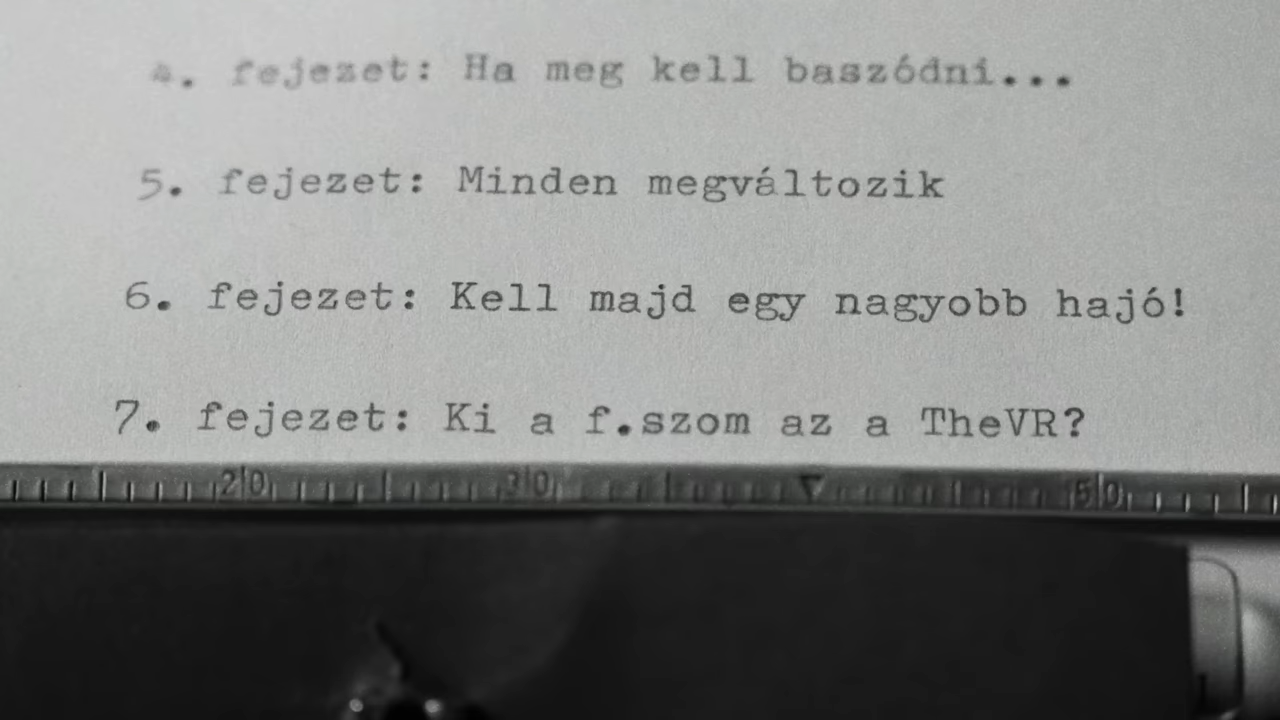 4. fejezet: Ha meg kell baszódni...
5. fejezet: Minden megváltozik
6. fejezet: Kell majd egy nagyobb hajó!
7. fejezet: Ki a f.szom az a TheVR?
20 30 50